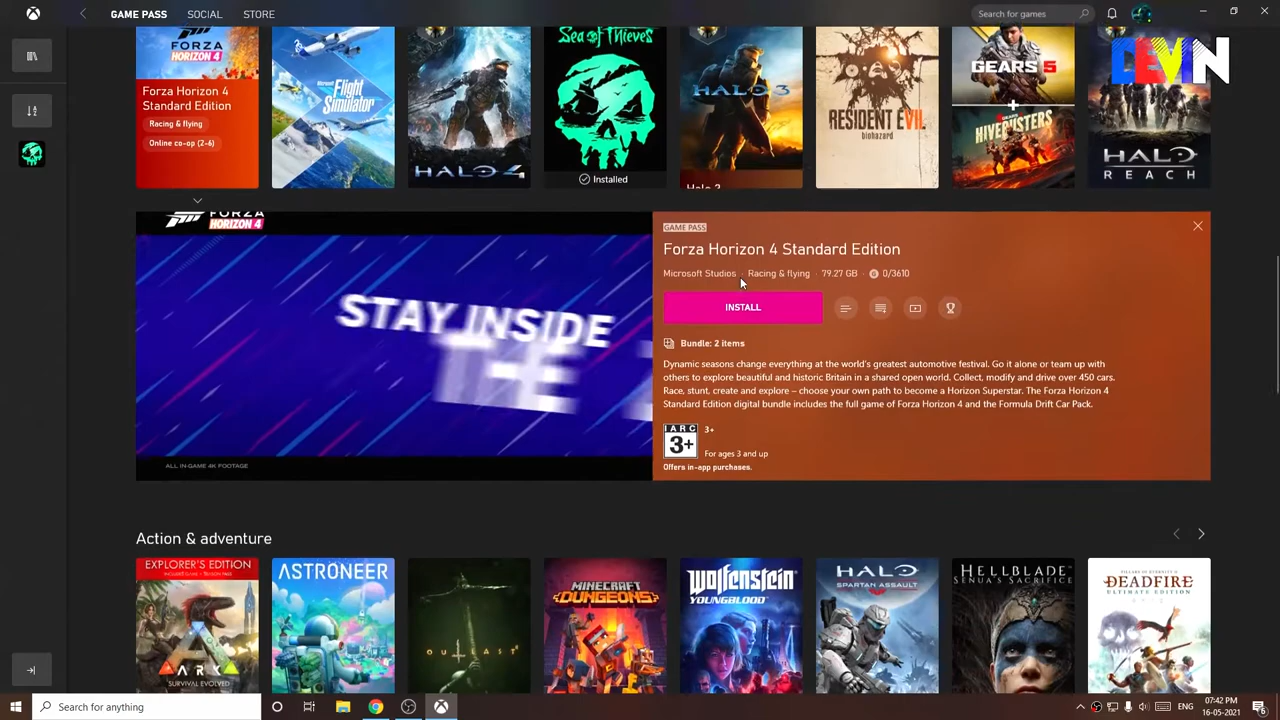 GAME PASS
SOCIAL
STORE
Search for games
FORZA
HORIZON 4
Forza Horizon 4
Standard Edition
Racing & flying
Online co-op (2-6)
Microsoft
Flight
Simulator
HALO 4
Sea of Thieves
Installed
HALO 3
RESIDENT EVIL
biohazard
GEARS 5
+
HIVEBUSTERS
HALO
REACH
FORZA
HORIZON 4
STAY INSIDE
ALL IN-GAME 4K FOOTAGE
GAME PASS
Forza Horizon 4 Standard Edition
Microsoft Studios · Racing & flying · 79.27 GB · G 0/3610
INSTALL
Bundle: 2 items
Dynamic seasons change everything at the world's greatest automotive festival. Go it alone or team up with
others to explore beautiful and historic Britain in a shared open world. Collect, modify and drive over 450 cars.
Race, stunt, create and explore – choose your own path to become a Horizon Superstar. The Forza Horizon 4
Standard Edition digital bundle includes the full game of Forza Horizon 4 and the Formula Drift Car Pack.
IARC
3+
3+
For ages 3 and up
Offers in-app purchases.
Action & adventure
EXPLORER'S EDITION
ARK
SURVIVAL EVOLVED
ASTRONEER
OUTLAST
MINECRAFT
DUNGEONS
Wolfenstein
YOUNGBLOOD
HALO
SPARTAN ASSAULT
HELLBLADE
SENUA'S SACRIFICE
PILLARS OF ETERNITY II
DEADFIRE
ULTIMATE EDITION
Search for anything
ENG
07:42 PM
16-05-2021
6